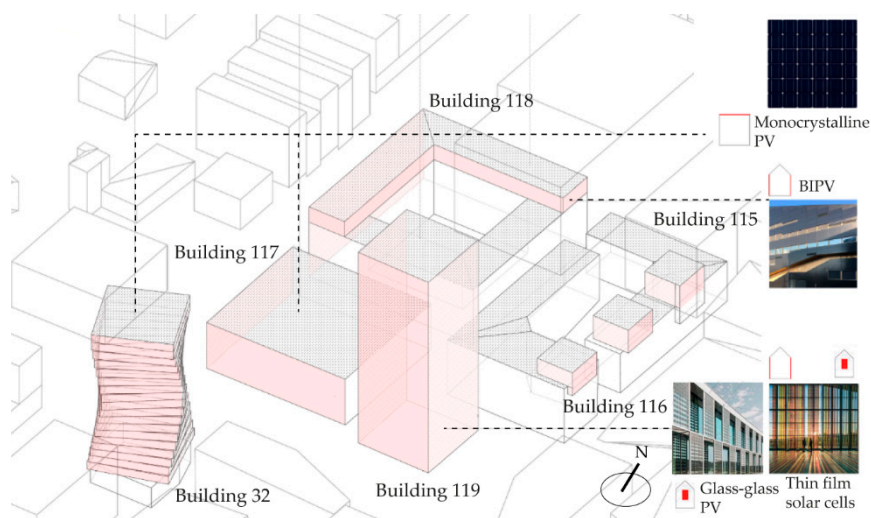 Building 118
Monocrystalline
PV
BIPV
Building 115
Building 117
Building 116
N
Building 32
Building 119
Glass-glass
PV
Thin film
solar cells